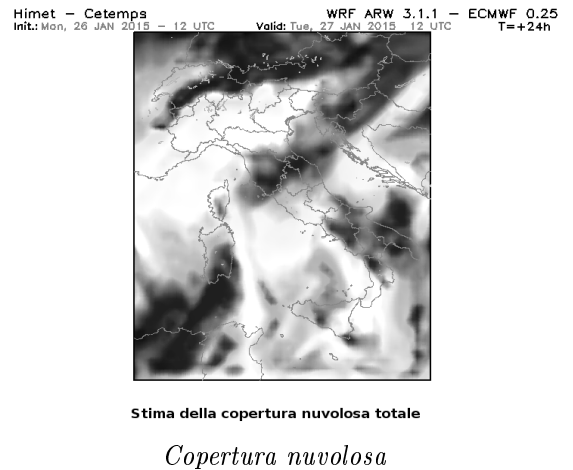 Himet - Cetemps WRF ARW 3.1.1 - ECMWF 0.25
Init.: Mon, 26 JAN 2015 - 12 UTC Valid: Tue, 27 JAN 2015 12 UTC T=+24h
Stima della copertura nuvolosa totale
Copertura nuvolosa